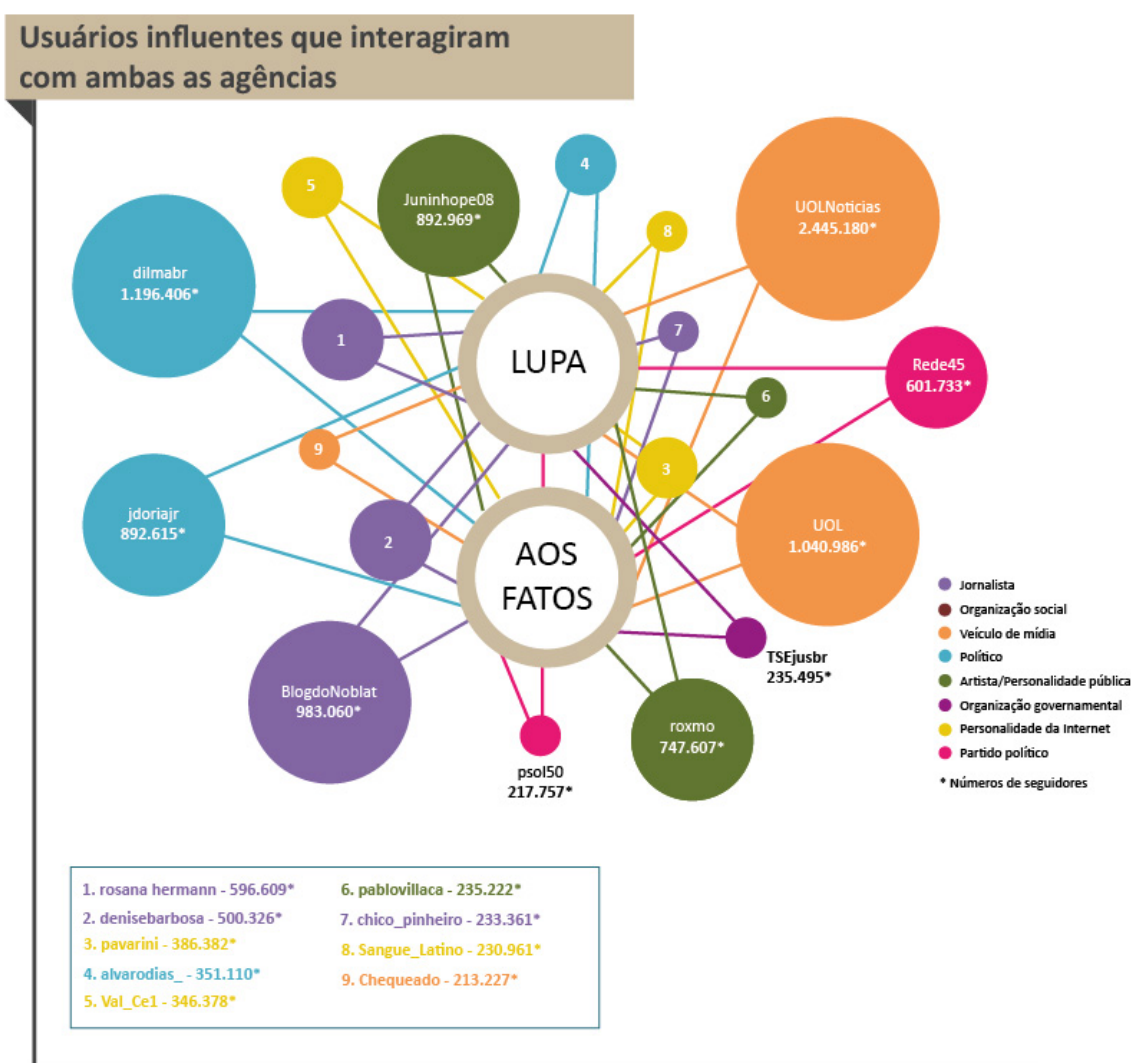 Usuários influentes que interagiram
com ambas as agências
4
5
Juninhope08
892.969*
UOLNoticias
2.445.180*
8
dilmabr
1.196.406*
1
7
LUPA
Rede45
601.733*
6
9
3
jdoriajr
892.615*
2
UOL
1.040.986*
AOS
FATOS
TSEjusbr
235.495*
BlogdoNoblat
983.060*
roxmo
747.607*
psol50
217.757*
Jornalista
Organização social
Veículo de mídia
Político
Artista/Personalidade pública
Organização governamental
Personalidade da Internet
Partido político
* Números de seguidores
1. rosana hermann - 596.609*
2. denisebarbosa - 500.326*
3. pavarini - 386.382*
4. alvarodias_ - 351.110*
5. Val_Ce1 - 346.378*
6. pablovillaca - 235.222*
7. chico_pinheiro - 233.361*
8. Sangue_Latino - 230.961*
9. Chequeado - 213.227*